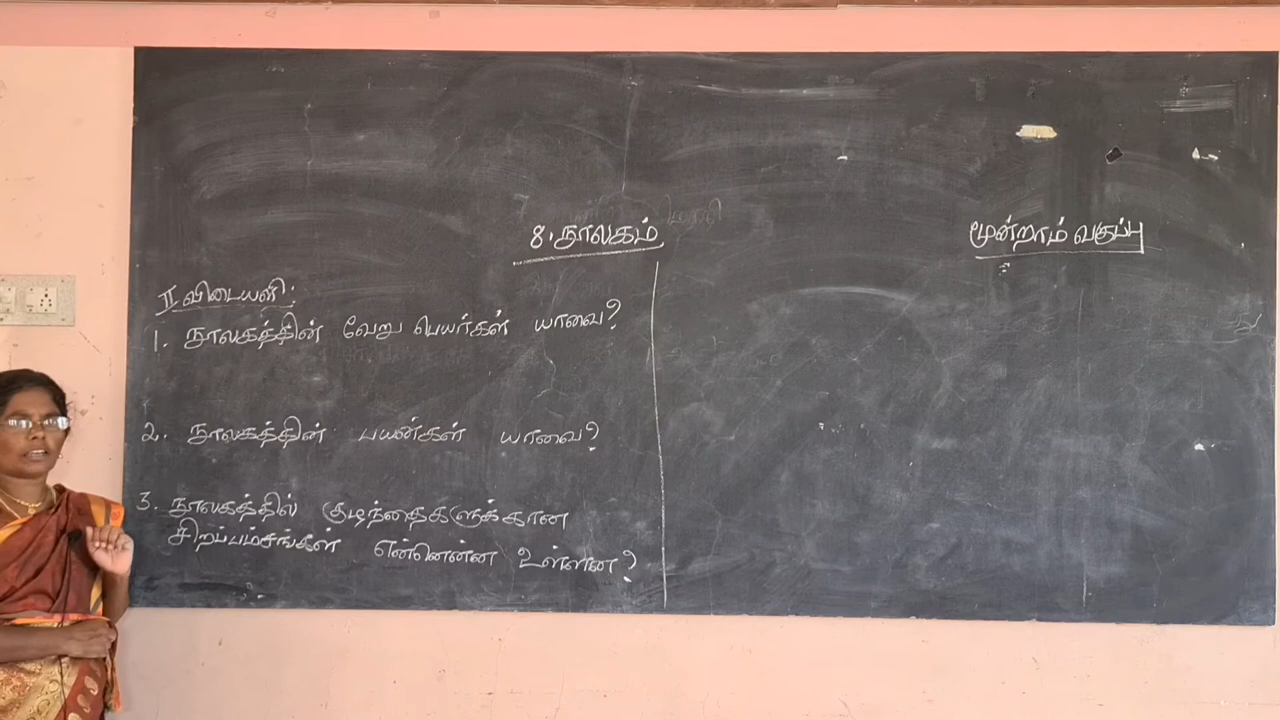 8. நூலகம்
மூன்றாம் வகுப்பு
II விடையளி:
1. நூலகத்தின் வேறு பெயர்கள் யாவை?
2. நூலகத்தின் பயன்கள் யாவை?
3. நூலகத்தில் குழந்தைகளுக்கான
சிறப்பம்சங்கள் என்னென்ன உள்ளன?